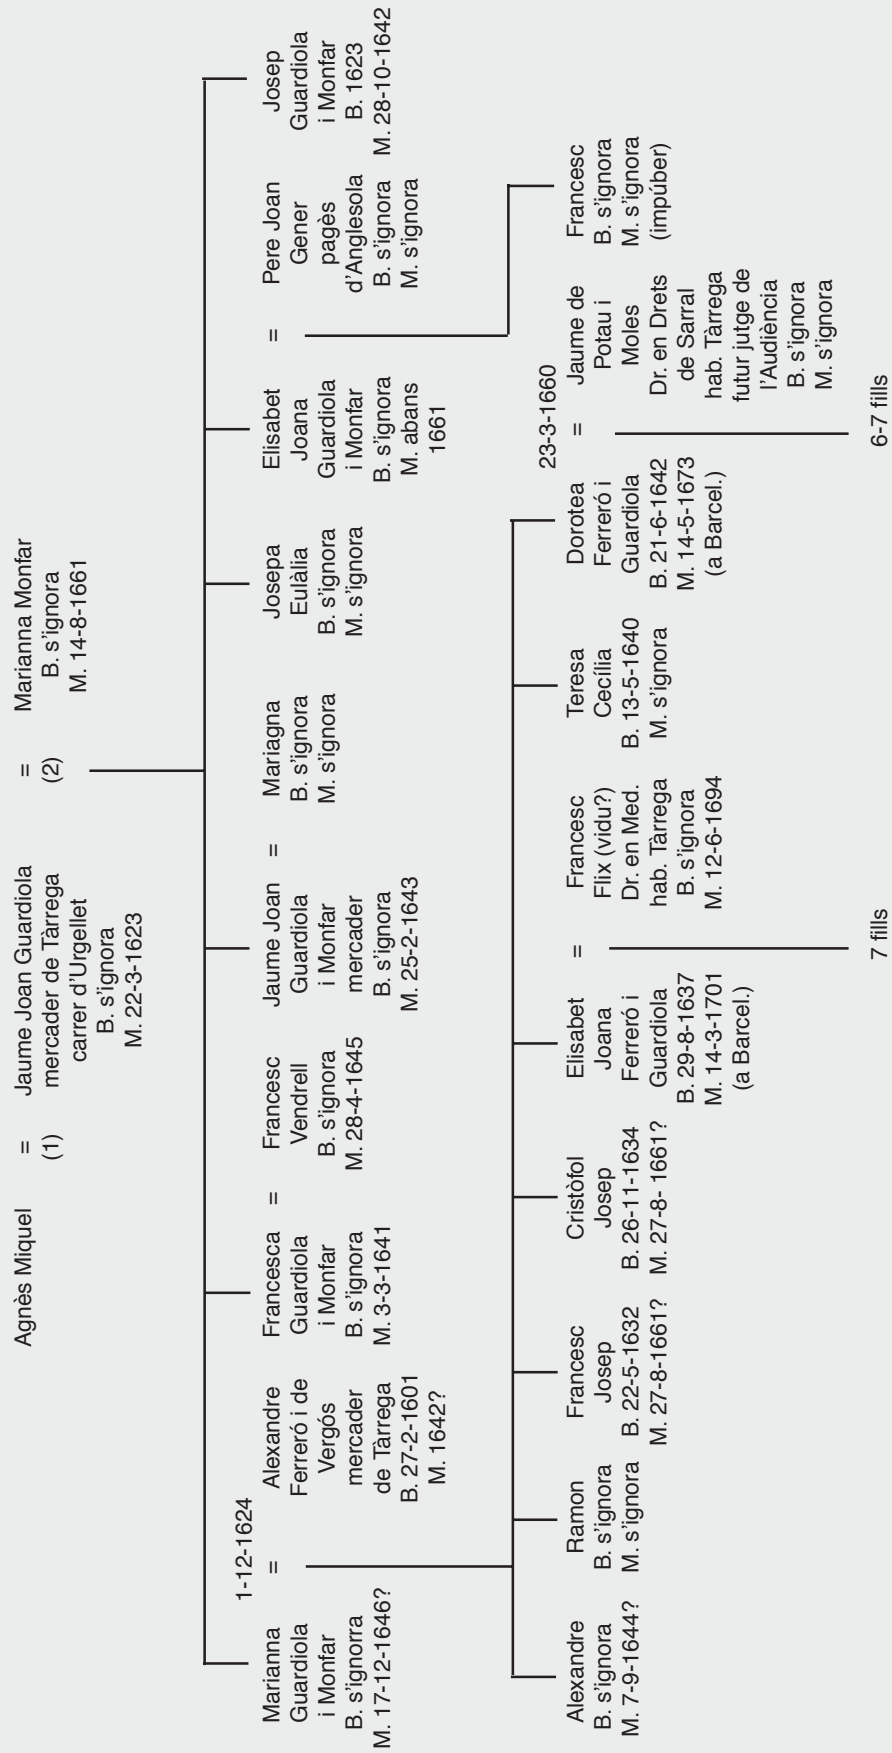 Agnès Miquel
=
(1)
Jaume Joan Guardiola
mercader de Tàrrega
carrer d'Urgellet
B. s'ignora
M. 22-3-1623
=
(2)
Marianna Monfar
B. s'ignora
M. 14-8-1661
Marianna
Guardiola
i Monfar
B. s'ignorra
M. 17-12-1646?
1-12-1624
=
Alexandre
Ferreró i de
Vergós
mercader
de Tàrrega
B. 27-2-1601
M. 1642?
Francesca
Guardiola
i Monfar
B. s'ignora
M. 3-3-1641
=
Francesc
Vendrell
B. s'ignora
M. 28-4-1645
Jaume Joan
Guardiola
i Monfar
mercader
B. s'ignora
M. 25-2-1643
=
Mariagna
B. s'ignora
M. s'ignora
Josepa
Eulàlia
B. s'ignora
M. s'ignora
Elisabet
Joana
Guardiola
i Monfar
B. s'ignora
M. abans
1661
=
Pere Joan
Gener
pagès
d'Anglesola
B. s'ignora
M. s'ignora
Josep
Guardiola
i Monfar
B. 1623
M. 28-10-1642
Alexandre
B. s'ignora
M. 7-9-1644?
Ramon
B. s'ignora
M. s'ignora
Francesc
Josep
B. 22-5-1632
M. 27-8-1661?
Cristòfol
Josep
B. 26-11-1634
M. 27-8- 1661?
Elisabet
Joana
Ferreró i
Guardiola
B. 29-8-1637
M. 14-3-1701
(a Barcel.)
=
Francesc
Flix (vidu?)
Dr. en Med.
hab. Tàrrega
B. s'ignora
M. 12-6-1694
Teresa
Cecília
B. 13-5-1640
M. s'ignora
Dorotea
Ferreró i
Guardiola
B. 21-6-1642
M. 14-5-1673
(a Barcel.)
23-3-1660
=
Jaume de
Potau i
Moles
Dr. en Drets
de Sarral
hab. Tàrrega
futur jutge de
l'Audiència
B. s'ignora
M. s'ignora
Francesc
B. s'ignora
M. s'ignora
(impúber)
7 fills
6-7 fills